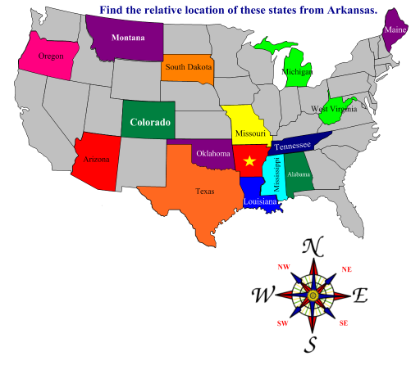 Find the relative location of these states from Arkansas.
Maine
Montana
Oregon
South Dakota
Michigan
West Virginia
Colorado
Missouri
Tennessee
Oklahoma
Arizona
Mississippi
Alabama
Texas
Louisiana
N
NW
NE
W
E
SW
SE
S